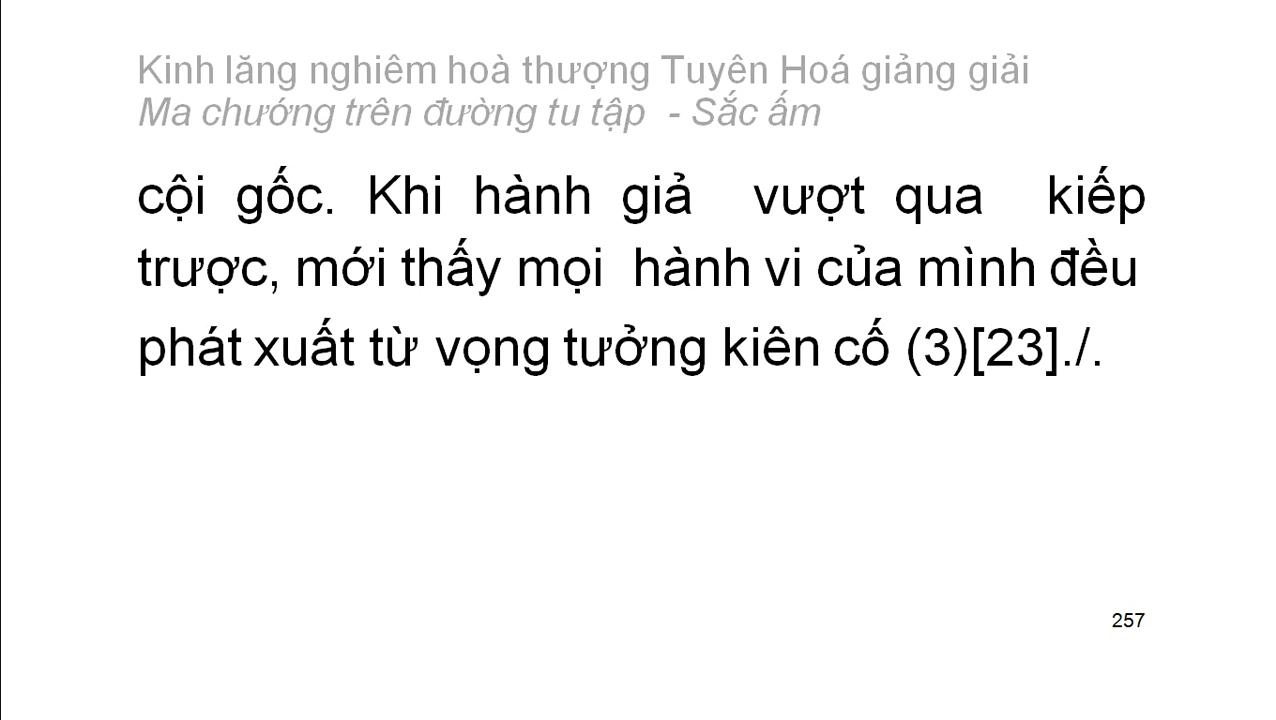 Kinh lăng nghiêm hoà thượng Tuyên Hoá giảng giải
Ma chướng trên đường tu tập - Sắc ấm
cội gốc. Khi hành giả vượt qua kiếp
trược, mới thấy mọi hành vi của mình đều
phát xuất từ vọng tưởng kiên cố (3)[23]./.
257